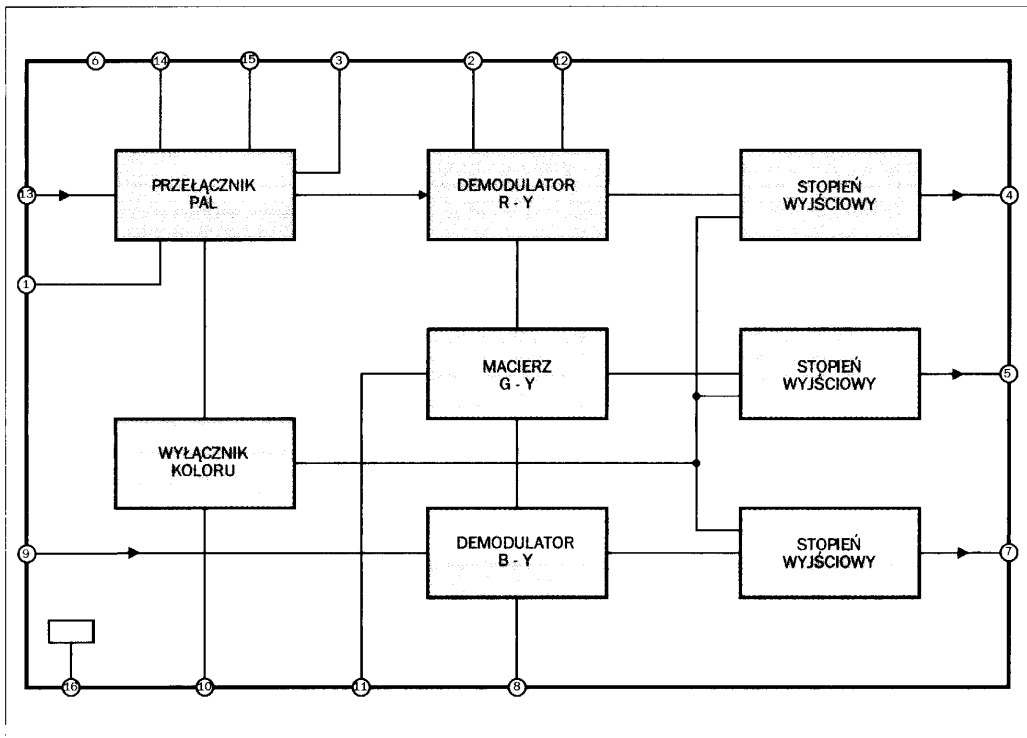 6
14
15
3
2
12
13
PRZEŁĄCZNIK
PAL
DEMODULATOR
R - Y
STOPIEŃ
WYJŚCIOWY
4
1
MACIERZ
G - Y
STOPIEŃ
WYJŚCIOWY
5
WYŁĄCZNIK
KOLORU
9
DEMODULATOR
B - Y
STOPIEŃ
WYJŚCIOWY
7
16
10
11
8